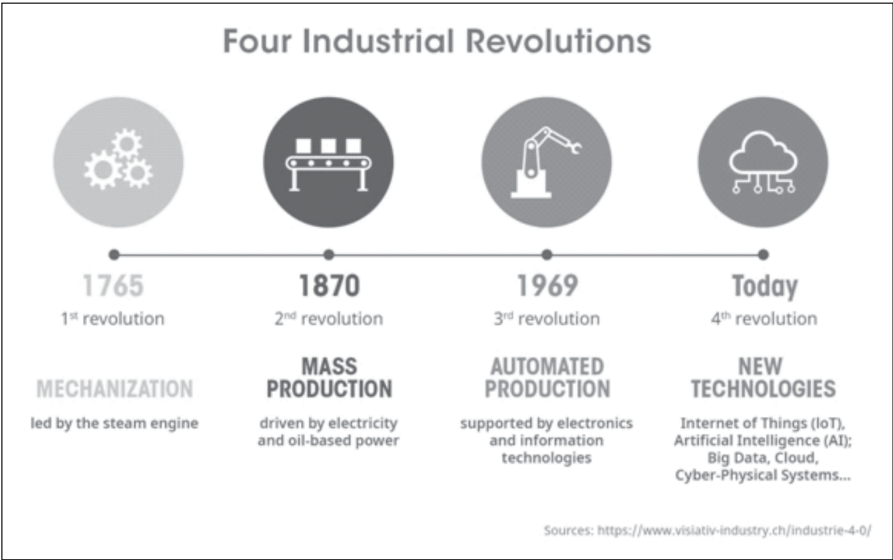 Four Industrial Revolutions
1765
1st revolution
MECHANIZATION
led by the steam engine
1870
2nd revolution
MASS
PRODUCTION
driven by electricity
and oil-based power
1969
3rd revolution
AUTOMATED
PRODUCTION
supported by electronics
and information
technologies
Today
4th revolution
NEW
TECHNOLOGIES
Internet of Things (IoT),
Artificial Intelligence (AI);
Big Data, Cloud,
Cyber-Physical Systems...
Sources: https://www.visiativ-industry.ch/industrie-4-0/